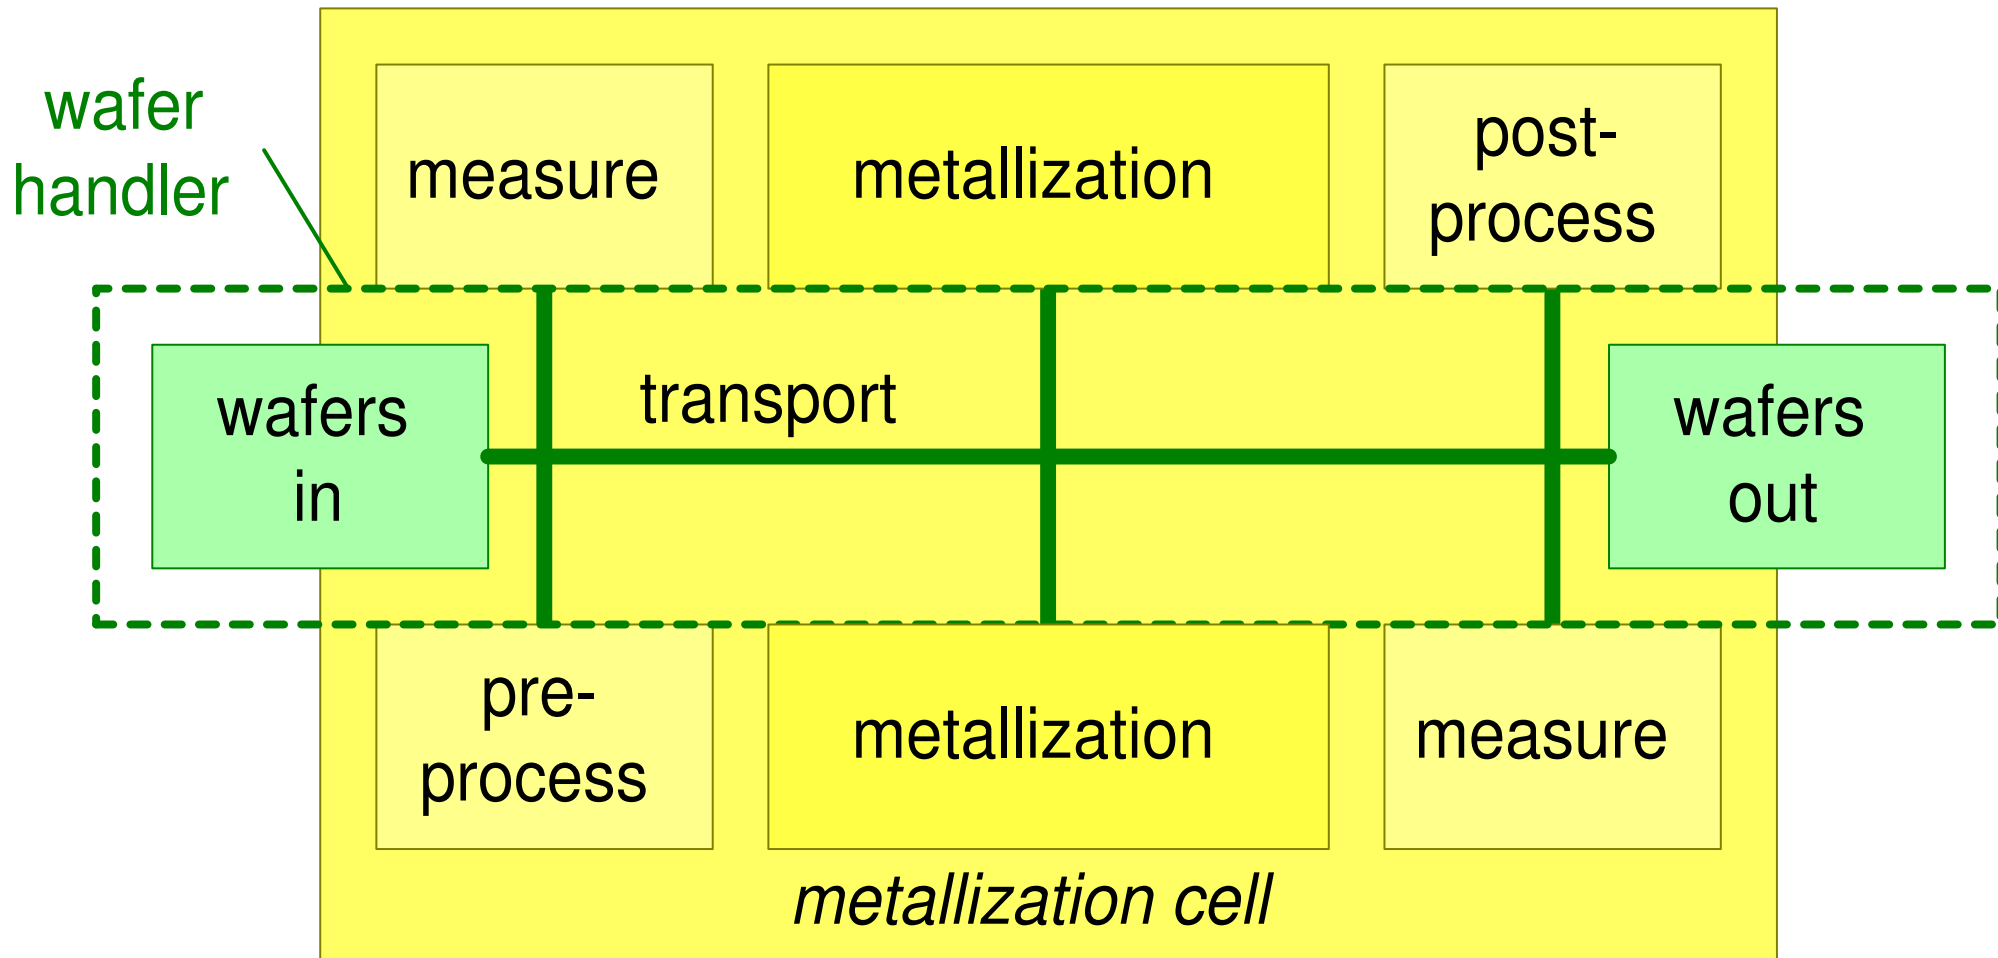 wafer
handler
measure
metallization
post-
process
wafers
in
transport
wafers
out
pre-
process
metallization
measure
metallization cell